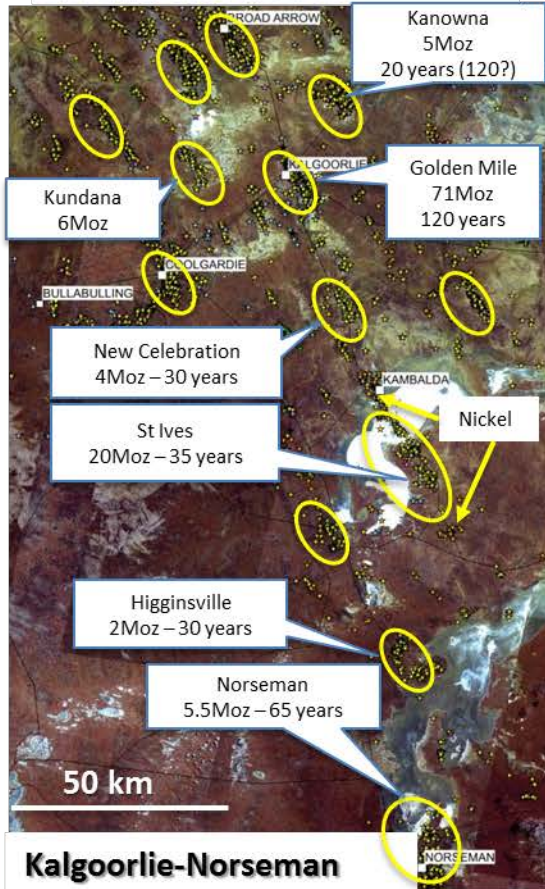 BROAD ARROW
Kanowna
5Moz
20 years (120?)
KALGOORLIE
Golden Mile
71Moz
120 years
Kundana
6Moz
COOLGARDIE
BULLABULLING
New Celebration
4Moz – 30 years
KAMBALDA
Nickel
St Ives
20Moz – 35 years
Higginsville
2Moz – 30 years
Norseman
5.5Moz – 65 years
50 km
Kalgoorlie-Norseman
NORSEMAN